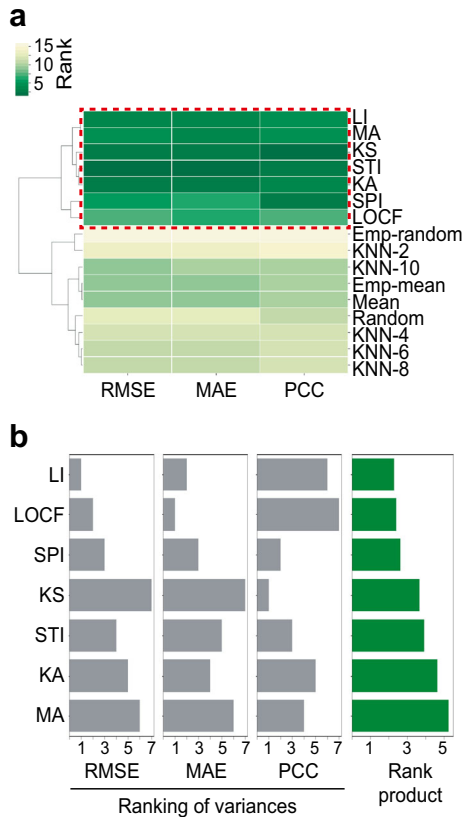 a
15
10
5
Rank
LI
MA
KS
STI
KA
SPI
LOCF
Emp-random
KNN-2
KNN-10
Emp-mean
Mean
Random
KNN-4
KNN-6
KNN-8
RMSE MAE PCC
b
LI
LOCF
SPI
KS
STI
KA
MA
1 3 5 7 1 3 5 7 1 3 5 7 1 3 5
RMSE MAE PCC Rank
product
Ranking of variances